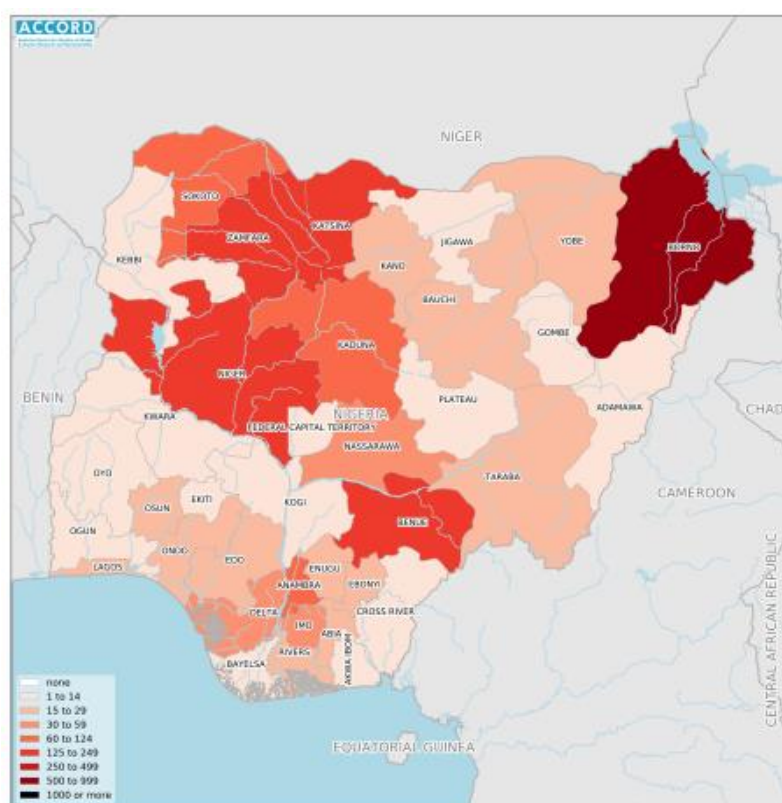 ACCORD
NIGER
SOKOTO
KATSINA
ZAMFARA
JIGAWA
YOBE
BORNO
KEBBI
KANO
BAUCHI
GOMBE
KADUNA
NIGER
BENIN
PLATEAU
ADAMAWA
CHAD
NIGERIA
KWARA
FEDERAL CAPITAL TERRITORY
NASSARAWA
OYO
TARABA
CAMEROON
EKITI
KOGI
OSUN
BENUE
OGUN
ONDO
EDO
LAGOS
ENUGU
EBONYI
ANAMBRA
DELTA
CROSS RIVER
IMO
ABIA
RIVERS
BAYELSA
AKWA IBOM
CENTRAL AFRICAN REPUBLIC
EQUATORIAL GUINEA
none
1 to 14
15 to 29
30 to 59
60 to 124
125 to 249
250 to 499
500 to 999
1000 or more